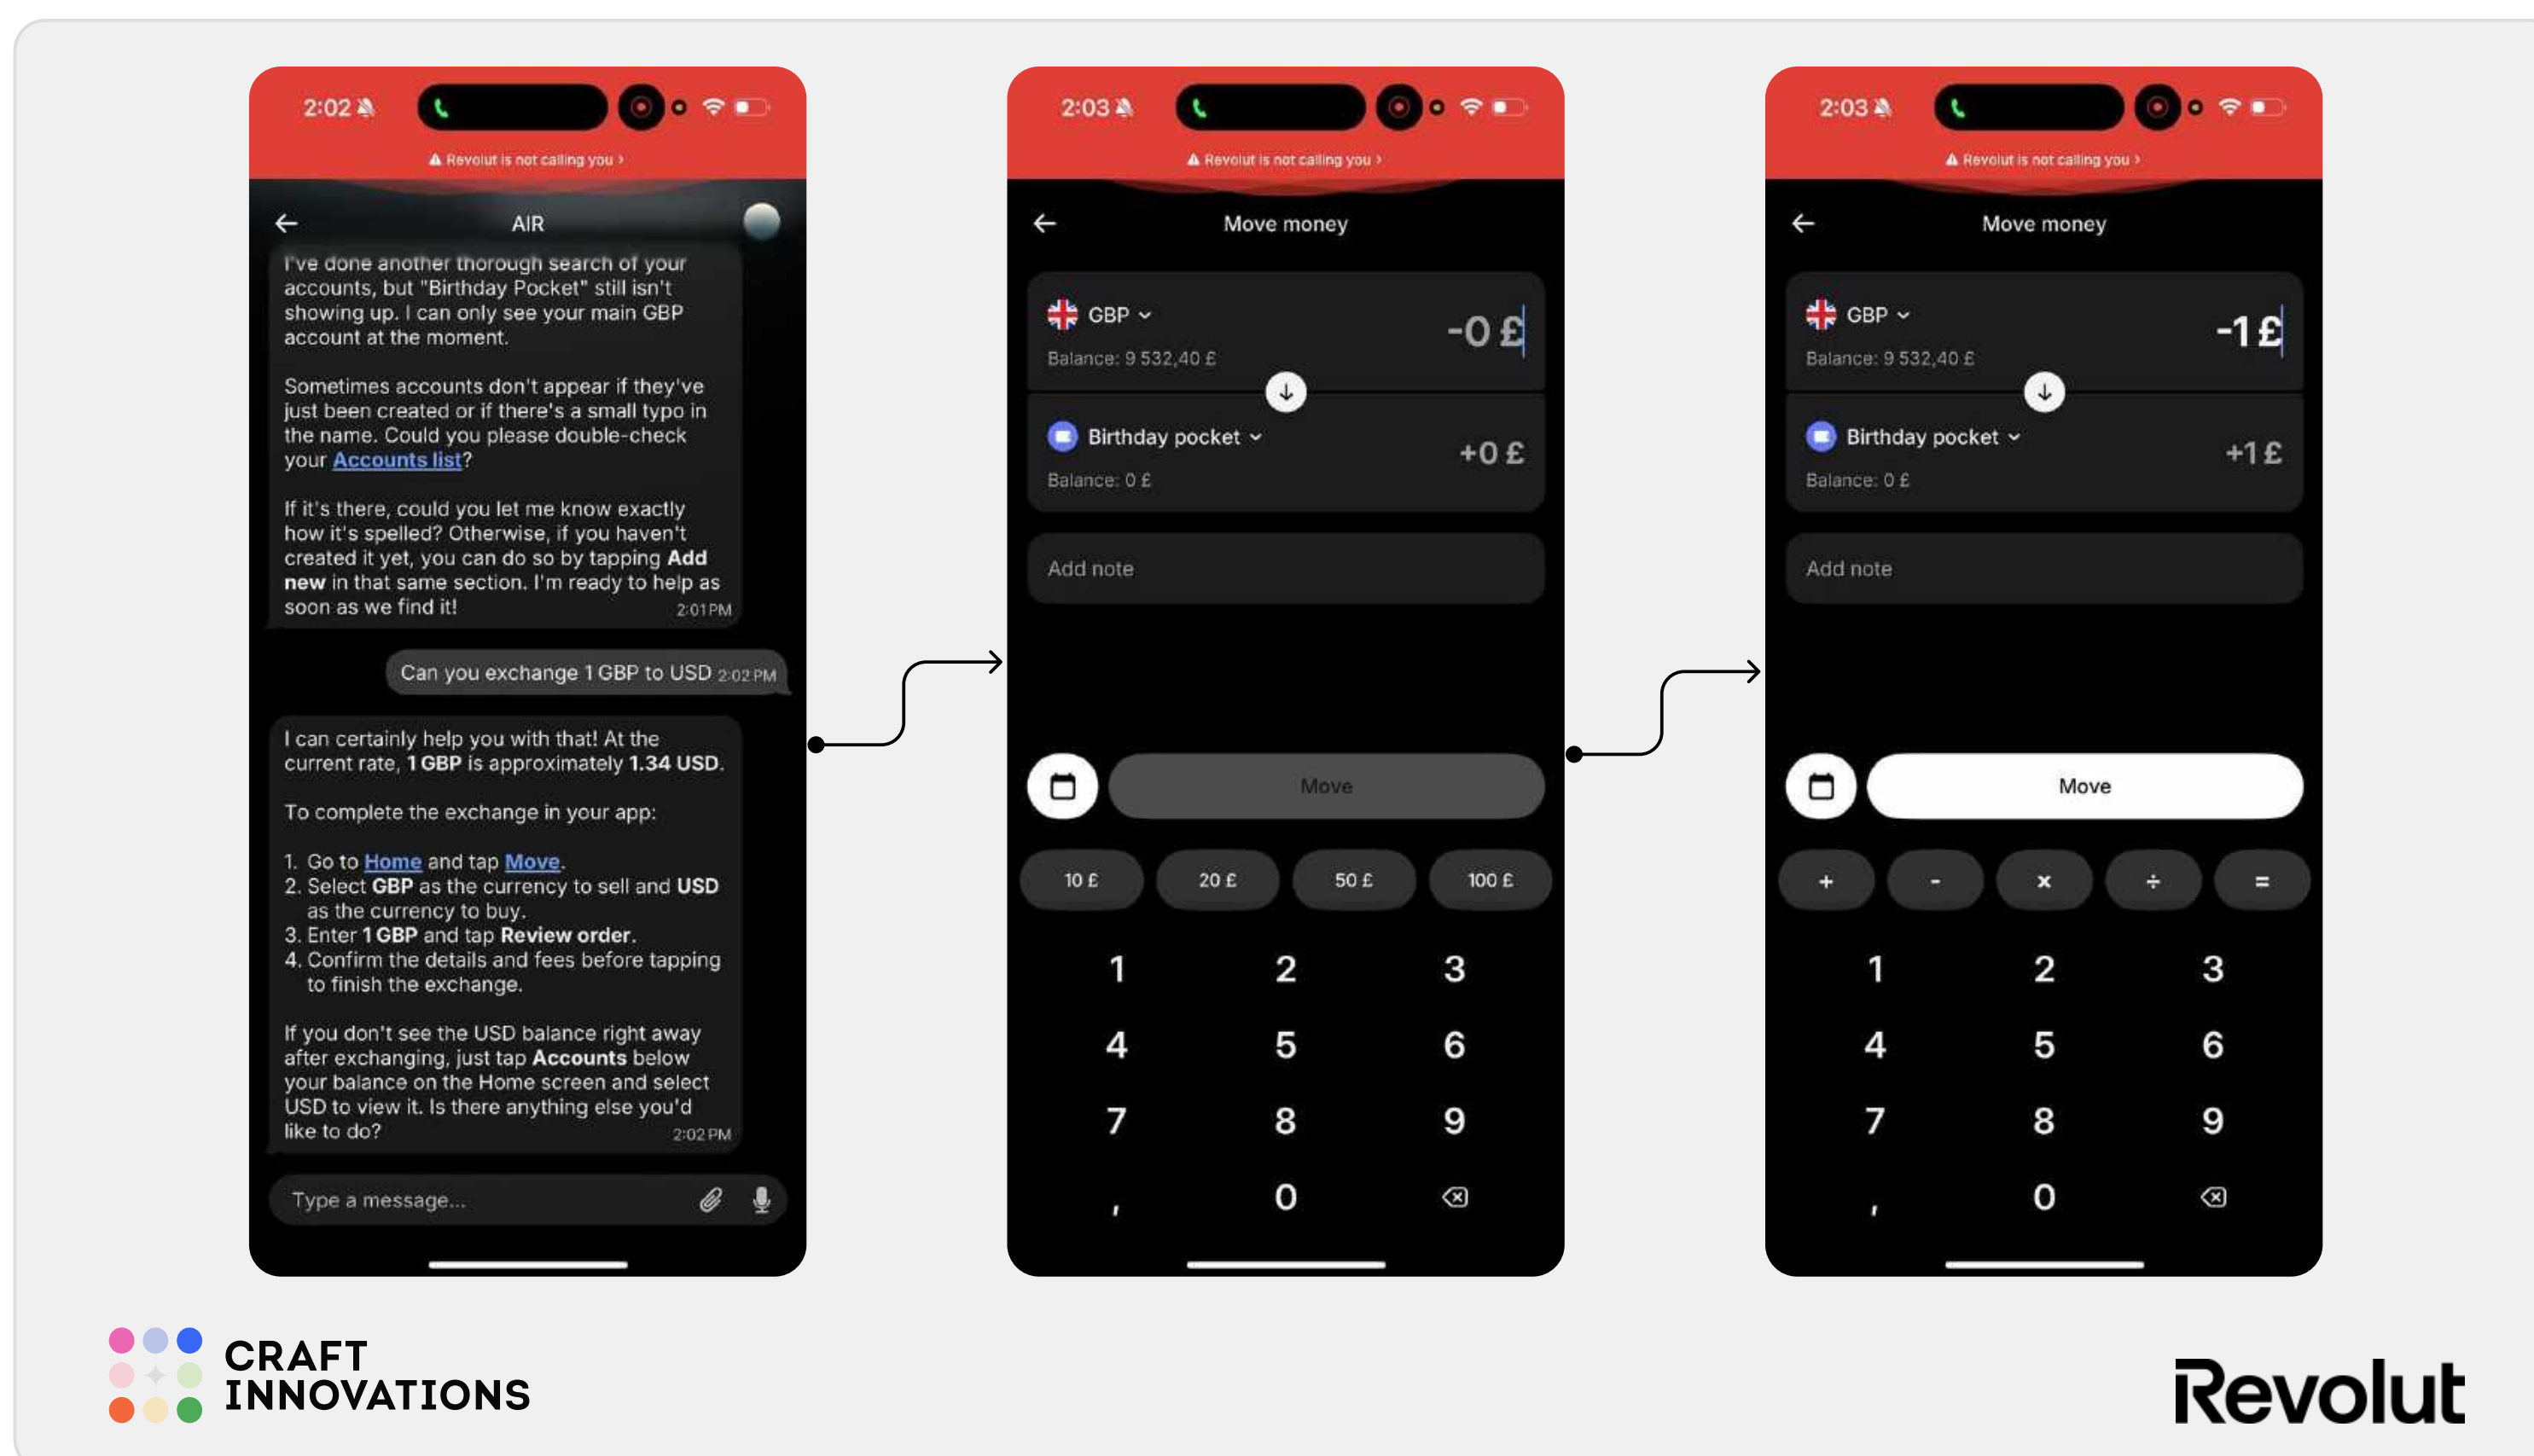 2:02
Revolut is not calling you ›
AIR
I've done another thorough search of your
accounts, but "Birthday Pocket" still isn't
showing up. I can only see your main GBP
account at the moment.
Sometimes accounts don't appear if they've
just been created or if there's a small typo in
the name. Could you please double-check
your Accounts list?
If it's there, could you let me know exactly
how it's spelled? Otherwise, if you haven't
created it yet, you can do so by tapping Add
new in that same section. I'm ready to help as
soon as we find it!
2:01 PM
Can you exchange 1 GBP to USD 2:02 PM
I can certainly help you with that! At the
current rate, 1 GBP is approximately 1.34 USD.
To complete the exchange in your app:
1. Go to Home and tap Move.
2. Select GBP as the currency to sell and USD
as the currency to buy.
3. Enter 1 GBP and tap Review order.
4. Confirm the details and fees before tapping
to finish the exchange.
If you don't see the USD balance right away
after exchanging, just tap Accounts below
your balance on the Home screen and select
USD to view it. Is there anything else you'd
like to do?
2:02 PM
Type a message...
2:03
Revolut is not calling you ›
Move money
GBP
-0 £
Balance: 9 532,40 £
Birthday pocket
+0 £
Balance: 0 £
Add note
Move
10 £ 20 £ 50 £ 100 £
1 2 3
4 5 6
7 8 9
, 0
2:03
Revolut is not calling you ›
Move money
GBP
-1 £
Balance: 9 532,40 £
Birthday pocket
+1 £
Balance: 0 £
Add note
Move
+ - × ÷ =
1 2 3
4 5 6
7 8 9
, 0
CRAFT
INNOVATIONS
Revolut